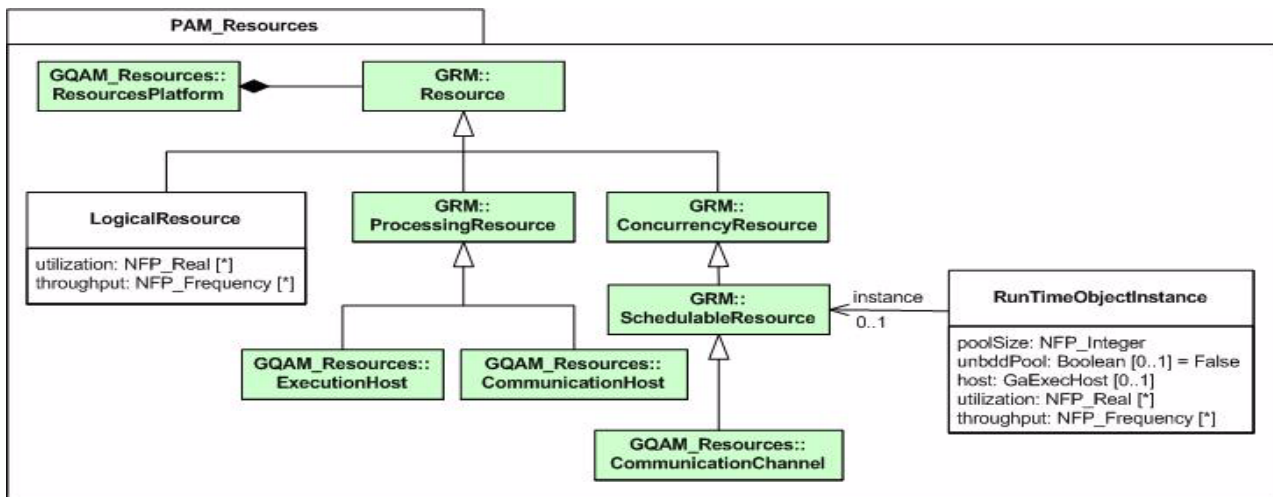 PAM_Resources
GQAM_Resources::
ResourcesPlatform
GRM::
Resource
LogicalResource
utilization: NFP_Real [*]
throughput: NFP_Frequency [*]
GRM::
ProcessingResource
GRM::
ConcurrencyResource
GRM::
SchedulableResource
instance
0..1
RunTimeObjectInstance
poolSize: NFP_Integer
unbddPool: Boolean [0..1] = False
host: GaExecHost [0..1]
utilization: NFP_Real [*]
throughput: NFP_Frequency [*]
GQAM_Resources::
ExecutionHost
GQAM_Resources::
CommunicationHost
GQAM_Resources::
CommunicationChannel